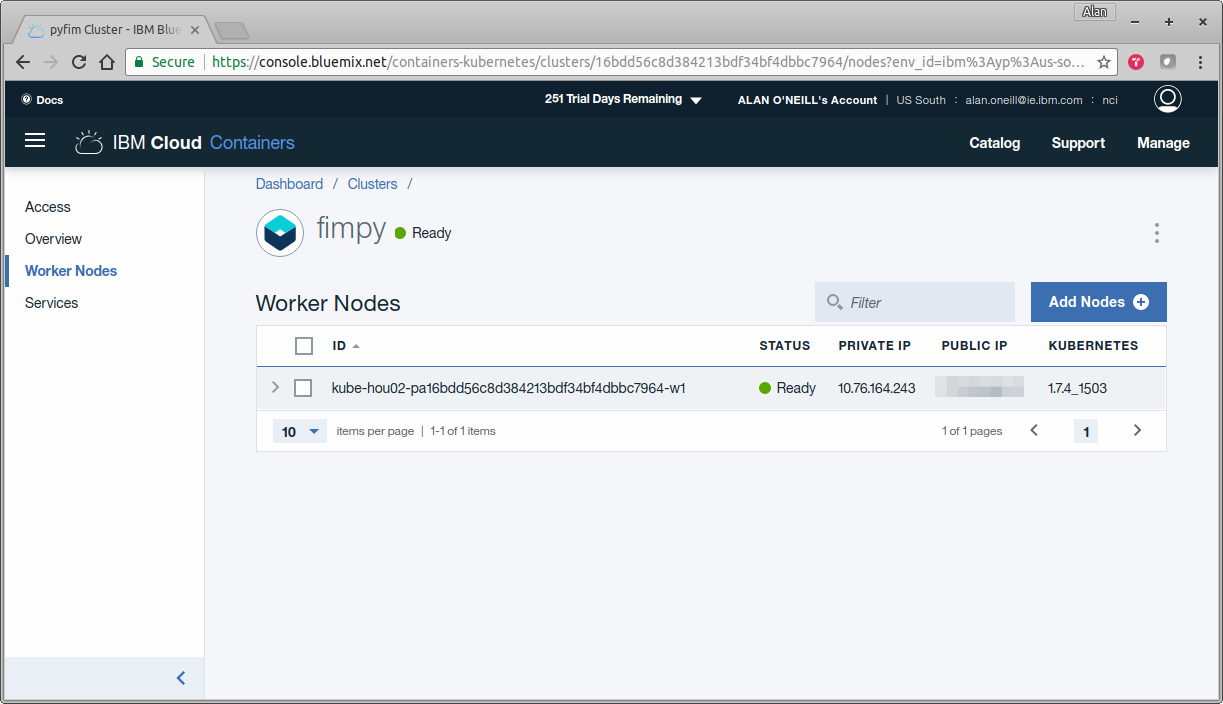 Alan
pyfim Cluster - IBM Blue
Secure https://console.bluemix.net/containers-kubernetes/clusters/16bdd56c8d384213bdf34bf4dbbc7964/nodes?env_id=ibm%3Ayp%3Aus-so...
Docs 251 Trial Days Remaining ALAN O'NEILL's Account | US South : alan.oneill@ie.ibm.com : nci
IBM Cloud Containers Catalog Support Manage
Dashboard / Clusters /
Access
Overview
Worker Nodes
Services
fimpy Ready
Worker Nodes Filter Add Nodes
ID STATUS PRIVATE IP PUBLIC IP KUBERNETES
kube-hou02-pa16bdd56c8d384213bdf34bf4dbbc7964-w1 Ready 10.76.164.243 1.7.4_1503
10 items per page | 1-1 of 1 items 1 of 1 pages 1